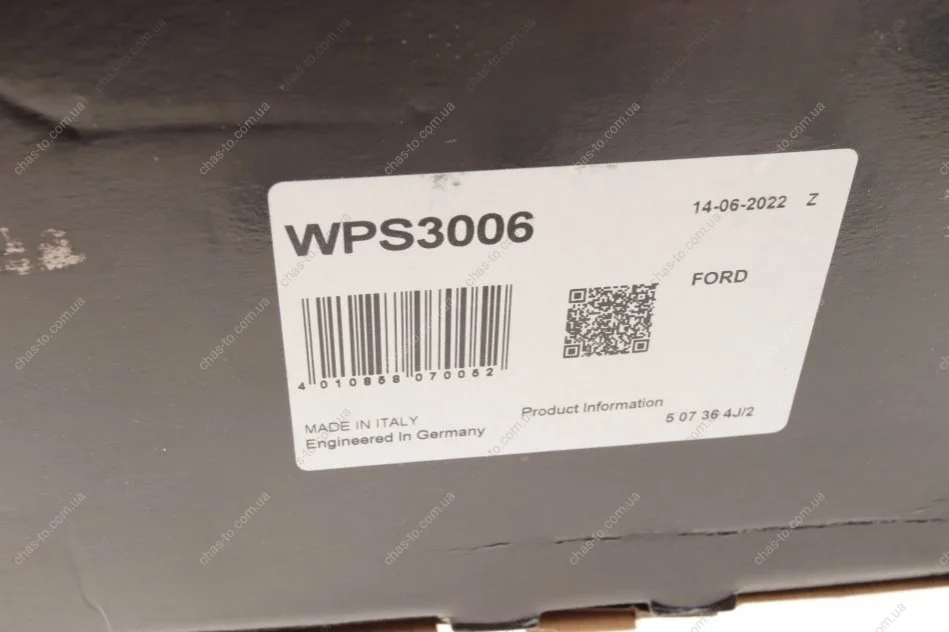 WPS3006
14-06-2022 Z
FORD
4 010858 070052
MADE IN ITALY
Engineered In Germany
Product Information
5 07 36 4J/2
chas-to.com.ua